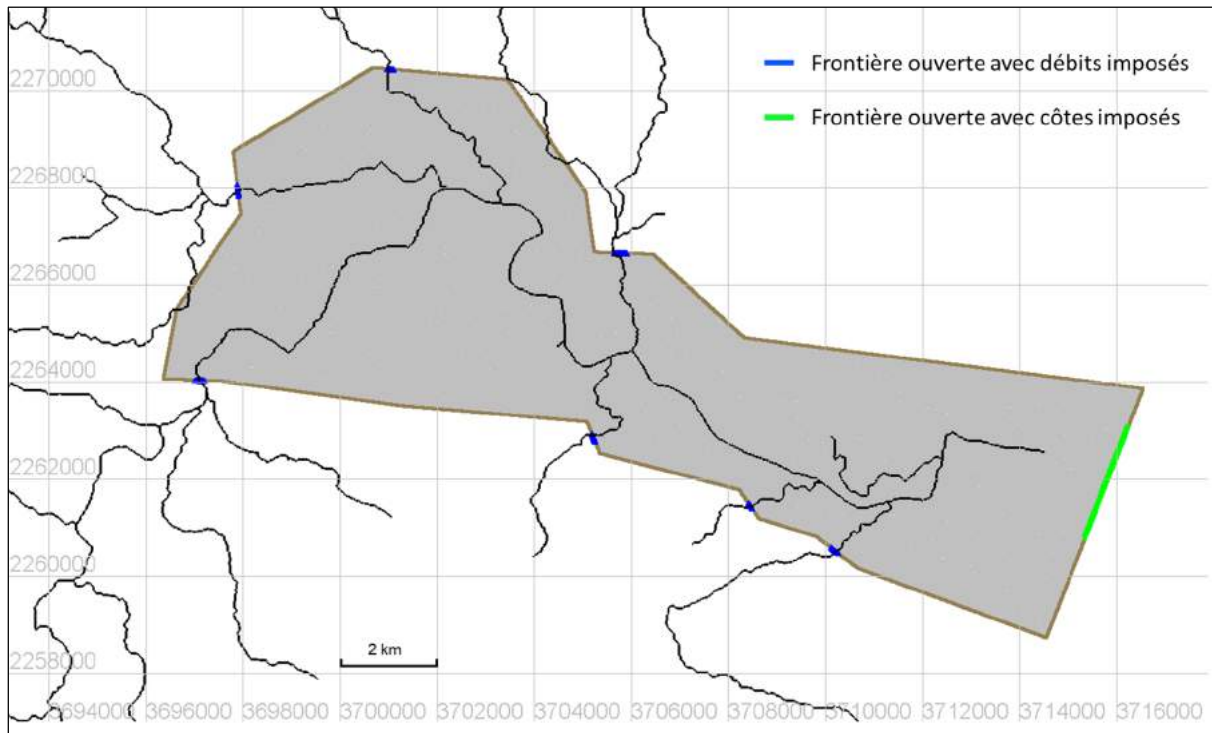 Frontière ouverte avec débits imposés
2270000
Frontière ouverte avec côtes imposés
2268000
2266000
2264000
2262000
2260000
2 km
2258000
3694000 3696000 3698000 3700000 3702000 3704000 3706000 3708000 3710000 3712000 3714000 3716000